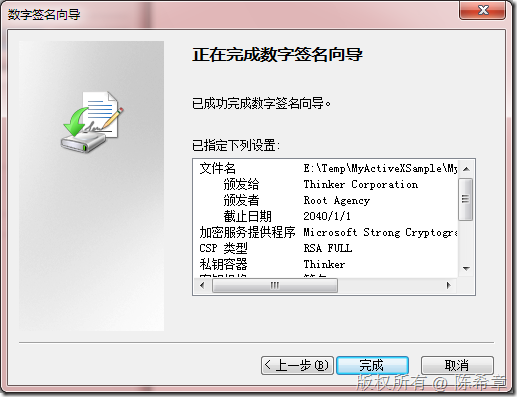 数字签名向导
正在完成数字签名向导
已成功完成数字签名向导。
已指定下列设置:
文件名 E:\Temp\MyActiveXSample\My
颁发给 Thinker Corporation
颁发者 Root Agency
截止日期 2040/1/1
加密服务提供程序 Microsoft Strong Cryptogra
CSP 类型 RSA FULL
私钥容器 Thinker
< 上一步(B) 完成 取消
版权所有 @ 陈希章